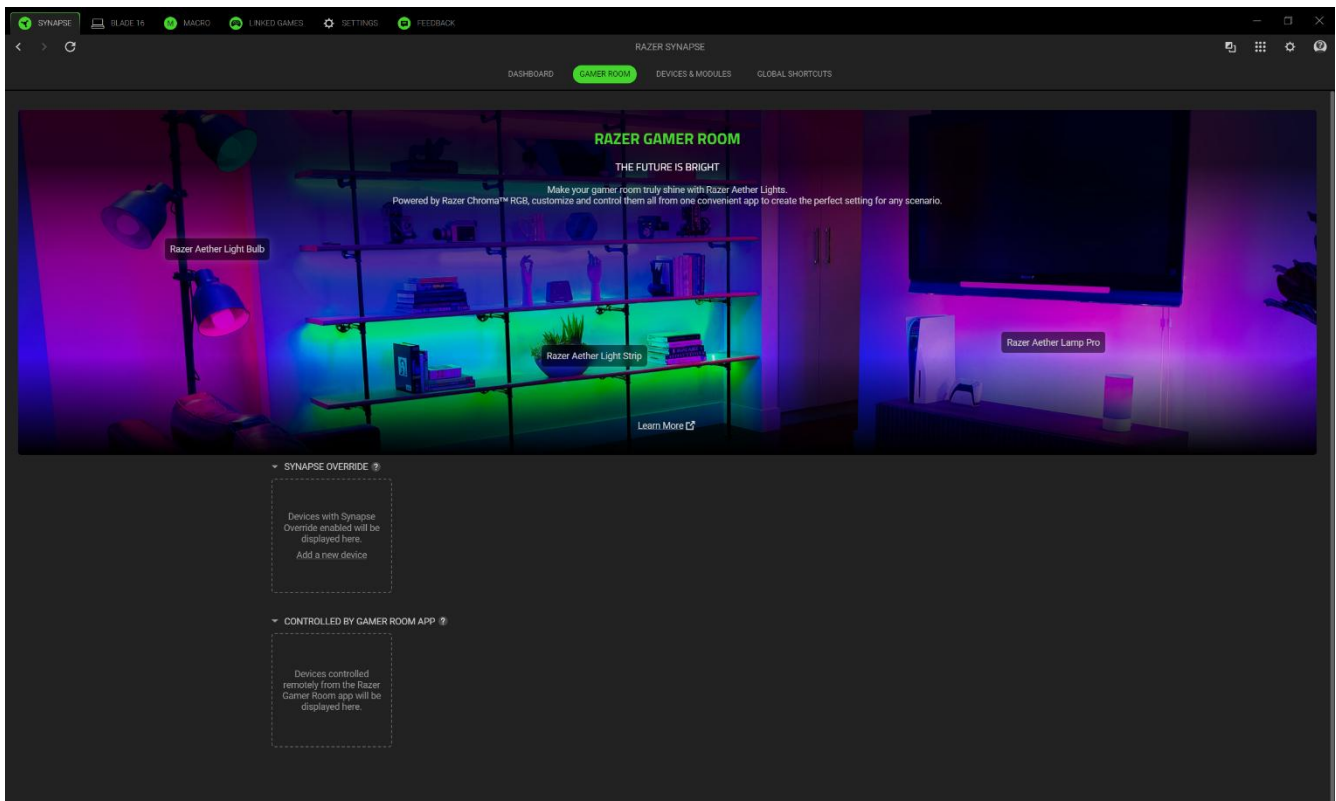 SYNAPSE
BLADE 16
MACRO
LINKED GAMES
SETTINGS
FEEDBACK
RAZER SYNAPSE
DASHBOARD
GAMER ROOM
DEVICES & MODULES
GLOBAL SHORTCUTS
RAZER GAMER ROOM
THE FUTURE IS BRIGHT
Make your gamer room truly shine with Razer Aether Lights.
Powered by Razer Chroma™ RGB, customize and control them all from one convenient app to create the perfect setting for any scenario.
Razer Aether Light Bulb
Razer Aether Light Strip
Razer Aether Lamp Pro
Learn More
SYNAPSE OVERRIDE ?
Devices with Synapse
Override enabled will be
displayed here.
Add a new device
CONTROLLED BY GAMER ROOM APP ?
Devices controlled
remotely from the Razer
Gamer Room app will be
displayed here.